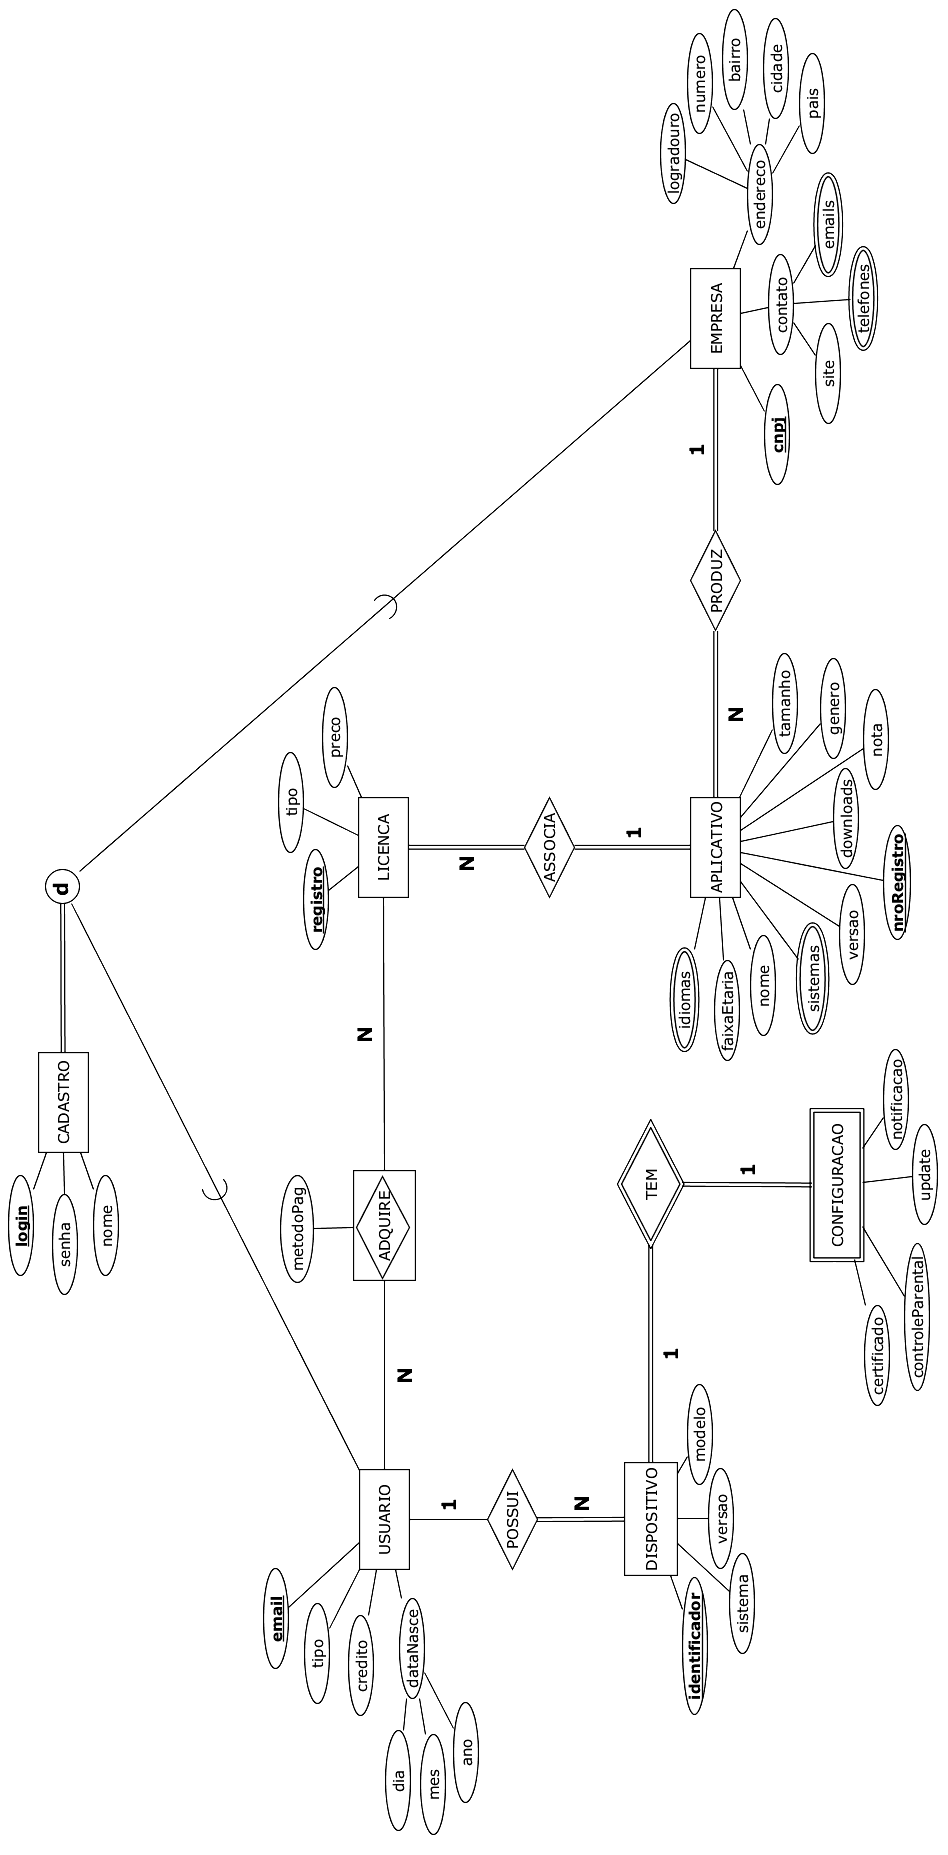 login
senha
nome
CADASTRO
d
email
tipo
credito
dataNasce
dia
mes
ano
USUARIO
N
metodoPag
ADQUIRE
N
registro
tipo
preco
LICENCA
1
POSSUI
N
N
ASSOCIA
1
identificador
sistema
versao
modelo
DISPOSITIVO
1
TEM
1
CONFIGURACAO
certificado
controleParental
update
notificacao
idiomas
faixaEtaria
nome
sistemas
versao
nroRegistro
downloads
nota
genero
tamanho
APLICATIVO
N
PRODUZ
1
EMPRESA
cnpj
site
contato
telefones
emails
endereco
logradouro
numero
bairro
cidade
pais